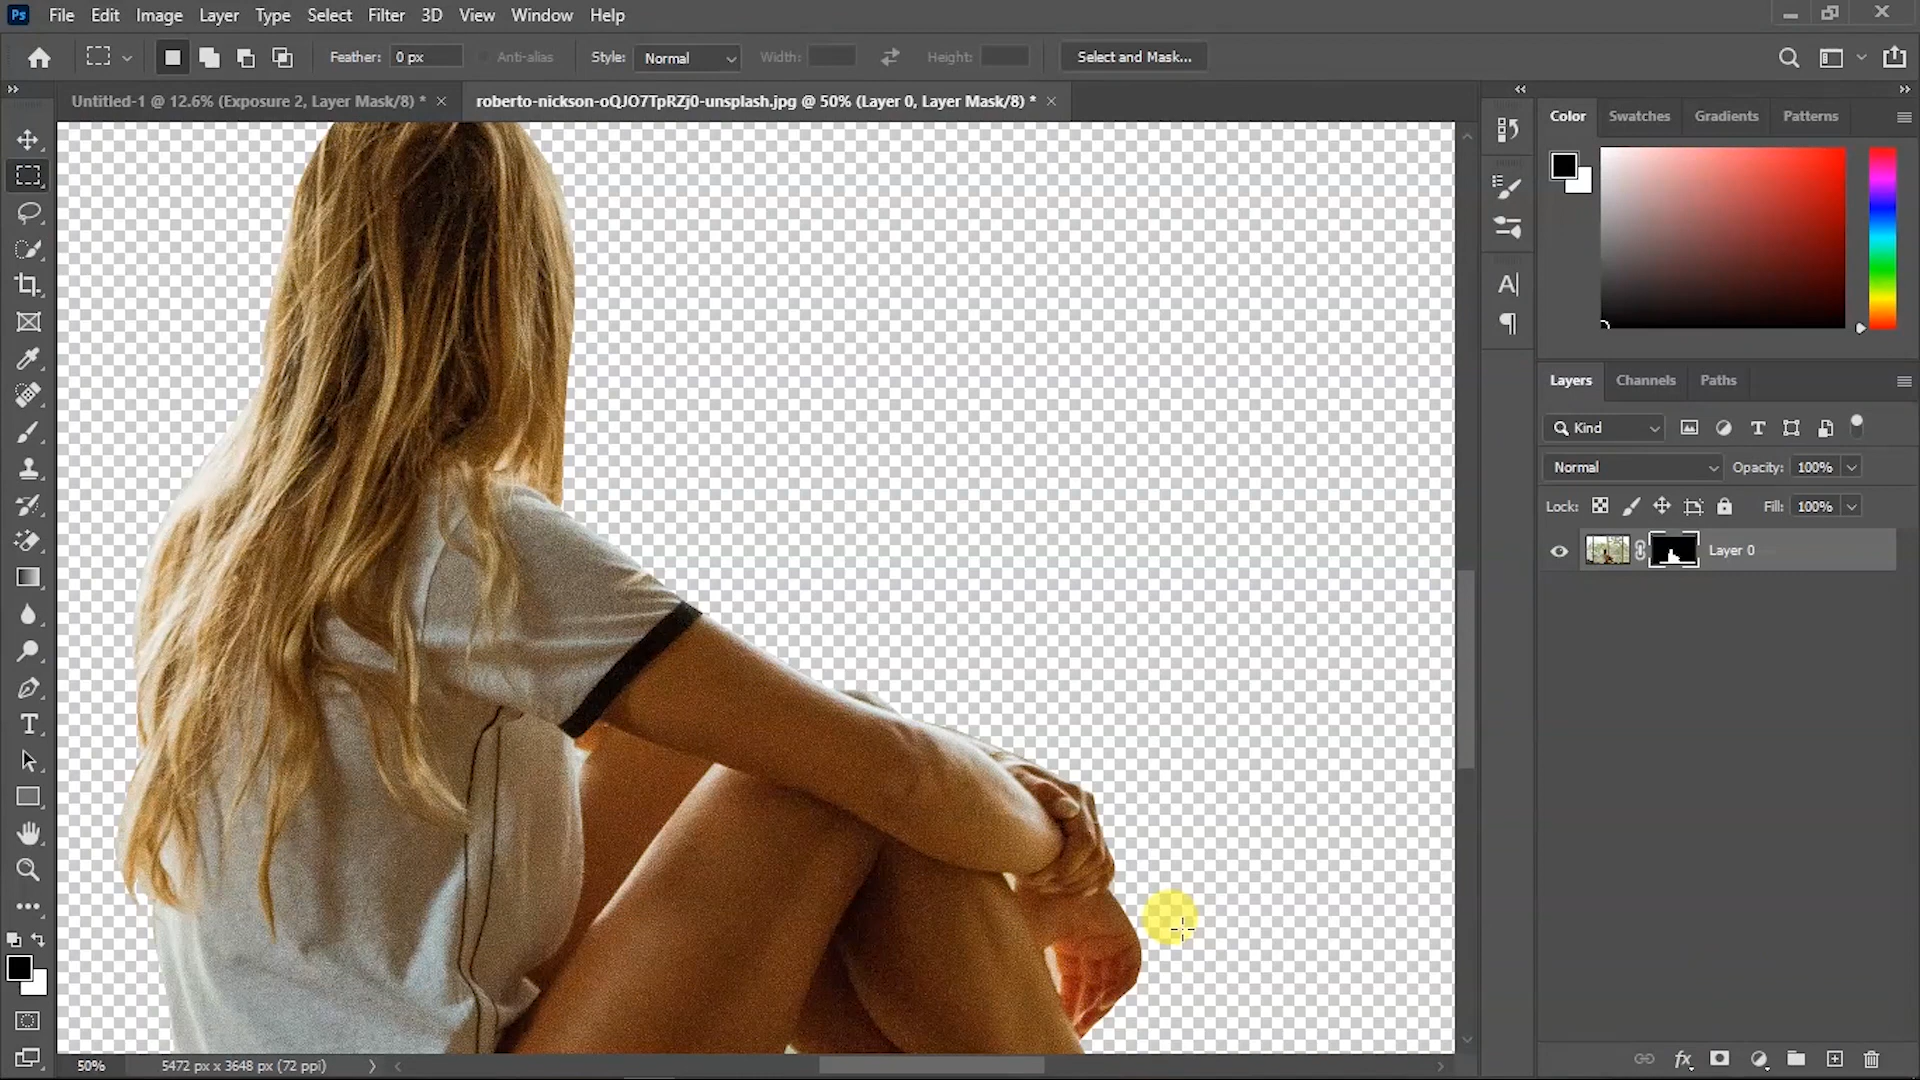 Ps File Edit Image Layer Type Select Filter 3D View Window Help
Feather: 0 px Anti-alias Style: Normal Width: Height: Select and Mask...
Untitled-1 @ 12.6% (Exposure 2, Layer Mask/8) * roberto-nickson-oQJO7TpRZj0-unsplash.jpg @ 50% (Layer 0, Layer Mask/8) *
Color Swatches Gradients Patterns
Layers Channels Paths
Kind
Normal Opacity: 100%
Lock: Fill: 100%
Layer 0
50% 5472 px x 3648 px (72 ppi)